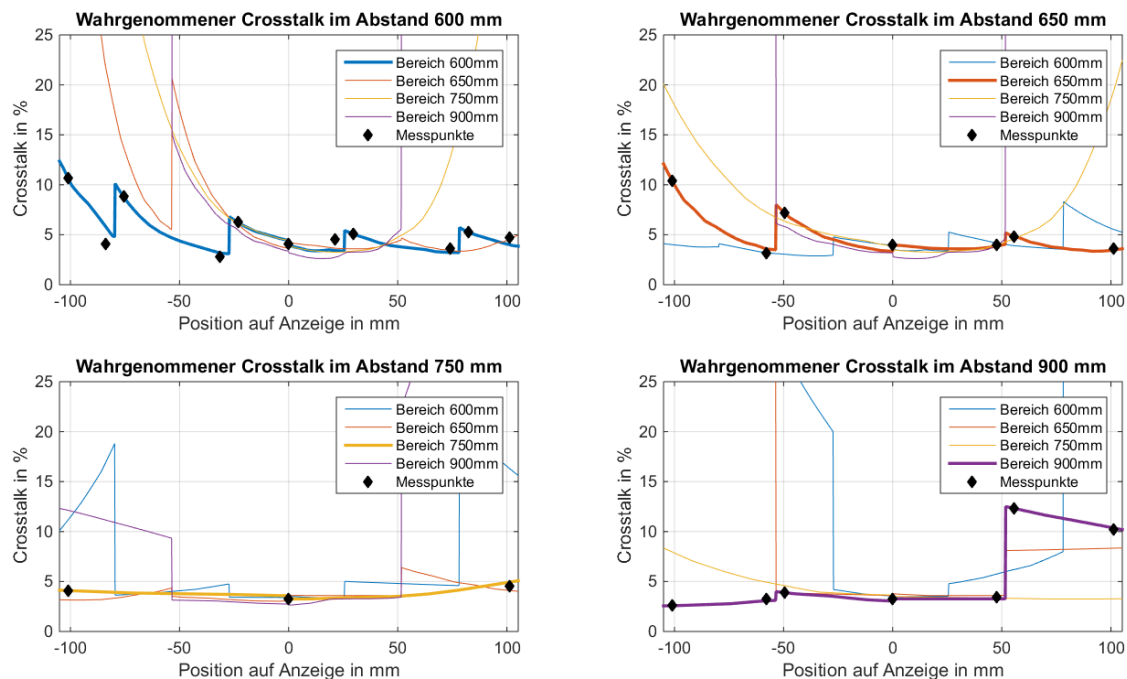 Wahrgenommener Crosstalk im Abstand 600 mm
25
20
15
10
5
0
Crosstalk in %
Bereich 600mm
Bereich 650mm
Bereich 750mm
Bereich 900mm
Messpunkte
-100 -50 0 50 100
Position auf Anzeige in mm
Wahrgenommener Crosstalk im Abstand 650 mm
25
20
15
10
5
0
Crosstalk in %
Bereich 600mm
Bereich 650mm
Bereich 750mm
Bereich 900mm
Messpunkte
-100 -50 0 50 100
Position auf Anzeige in mm
Wahrgenommener Crosstalk im Abstand 750 mm
25
20
15
10
5
0
Crosstalk in %
Bereich 600mm
Bereich 650mm
Bereich 750mm
Bereich 900mm
Messpunkte
-100 -50 0 50 100
Position auf Anzeige in mm
Wahrgenommener Crosstalk im Abstand 900 mm
25
20
15
10
5
0
Crosstalk in %
Bereich 600mm
Bereich 650mm
Bereich 750mm
Bereich 900mm
Messpunkte
-100 -50 0 50 100
Position auf Anzeige in mm